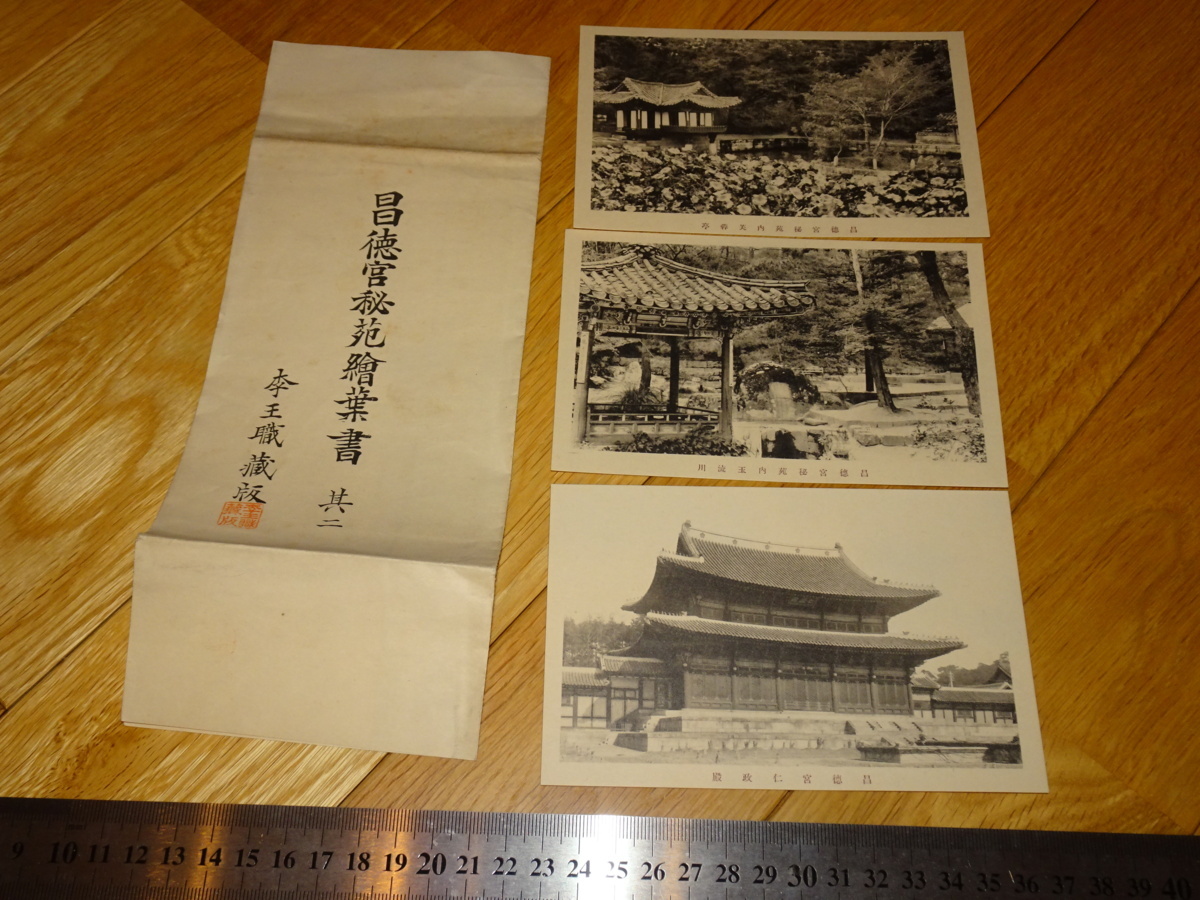 昌徳宮秘苑繪葉書
其二
李王職藏版
昌德宮秘苑内芙蓉亭
昌德宮秘苑内玉流川
昌德宮仁政殿
9 10 11 12 13 14 15 16 17 18 19 20 21 22 23 24 25 26 27 28 29 30 31 32 33 34 35 36 37 38 39 40